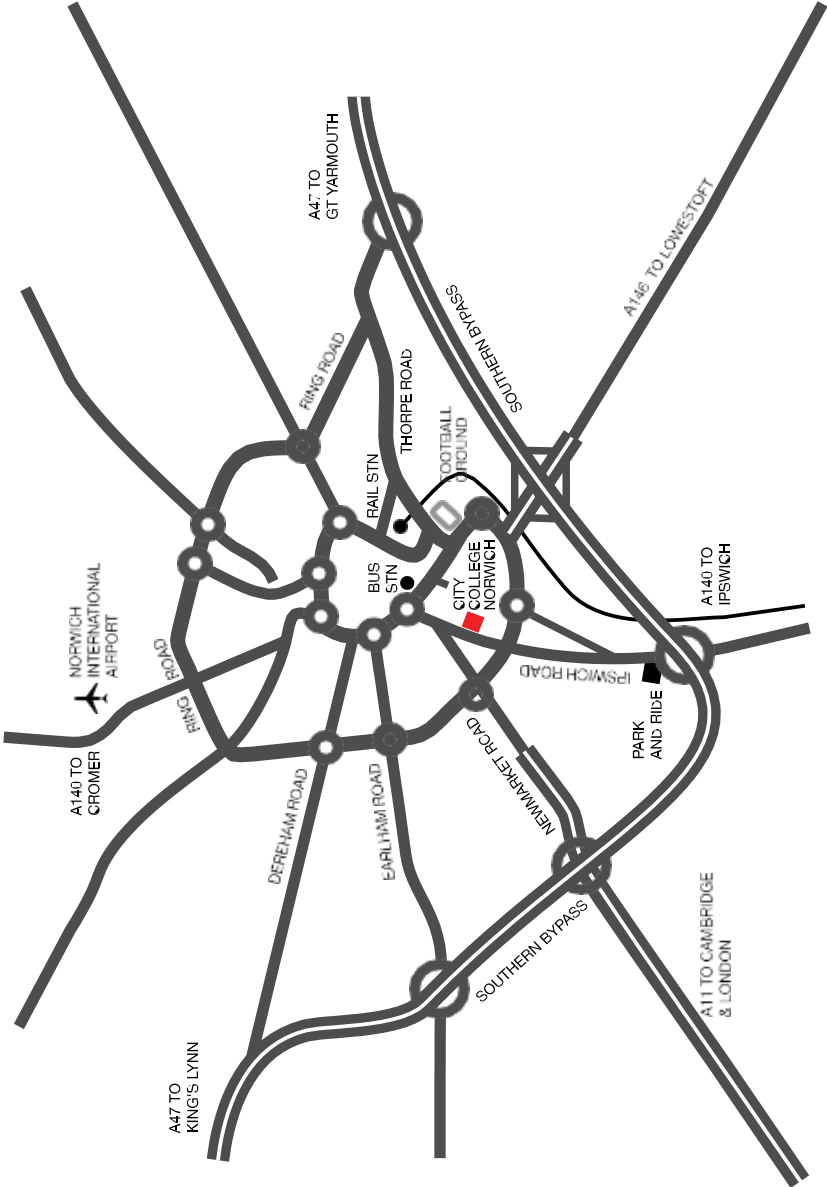 A47 TO
GT YARMOUTH
A146 TO LOWESTOFT
SOUTHERN BYPASS
RING ROAD
THORPE ROAD
FOOTBALL
GROUND
RAIL STN
BUS
STN
CITY
COLLEGE
NORWICH
A140 TO
IPSWICH
NORWICH
INTERNATIONAL
AIRPORT
RING ROAD
IPSWICH ROAD
PARK
AND RIDE
A140 TO
CROMER
NEWMARKET ROAD
DEREHAM ROAD
EARLHAM ROAD
SOUTHERN BYPASS
A11 TO CAMBRIDGE
& LONDON
A47 TO
KING'S LYNN